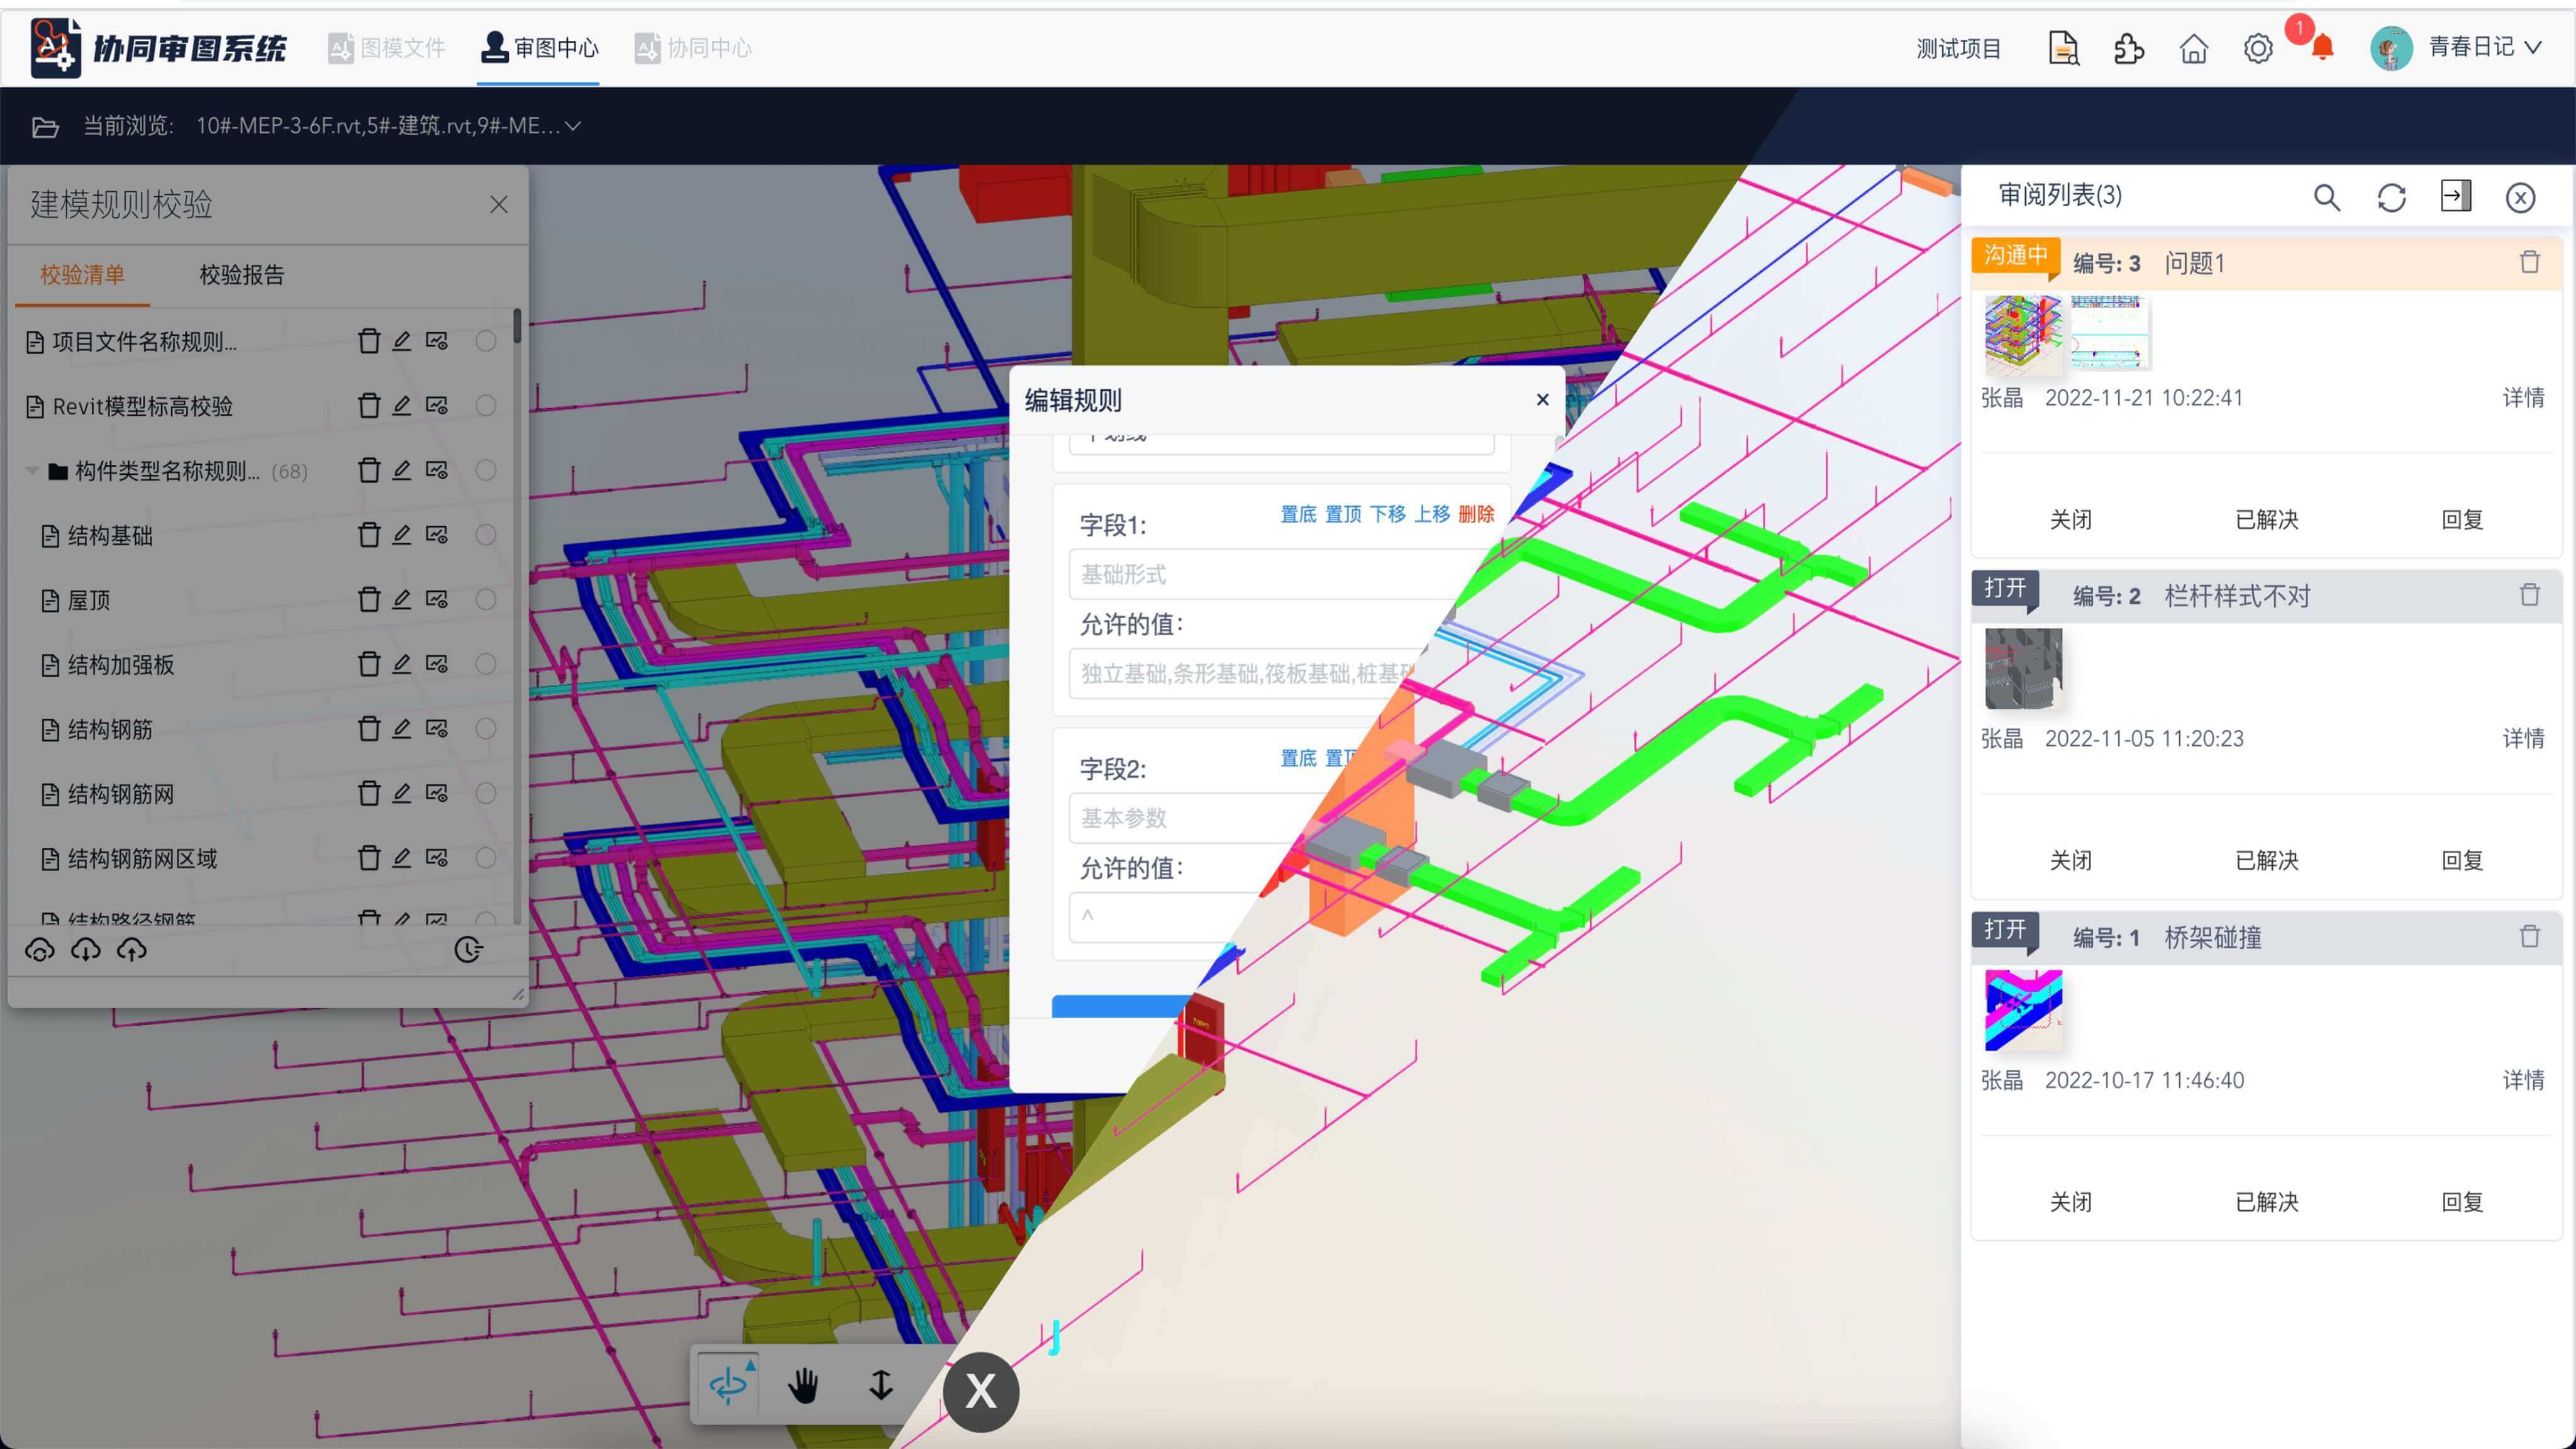 协同审图系统 图模文件 审图中心 协同中心 测试项目 1 青春日记
当前浏览: 10#-MEP-3-6F.rvt,5#-建筑.rvt,9#-ME...
建模规则校验
校验清单 校验报告
项目文件名称规则...
Revit模型标高校验
构件类型名称规则... (68)
结构基础
屋顶
结构加强板
结构钢筋
结构钢筋网
结构钢筋网区域
结构路径钢筋
编辑规则 ×
下划线
字段1: 置底 置顶 下移 上移 删除
基础形式
允许的值:
独立基础,条形基础,筏板基础,桩基础
字段2: 置底 置顶
基本参数
允许的值:
^
X
审阅列表(3)
沟通中 编号: 3 问题1
张晶 2022-11-21 10:22:41 详情
关闭 已解决 回复
打开 编号: 2 栏杆样式不对
张晶 2022-11-05 11:20:23 详情
关闭 已解决 回复
打开 编号: 1 桥架碰撞
张晶 2022-10-17 11:46:40 详情
关闭 已解决 回复